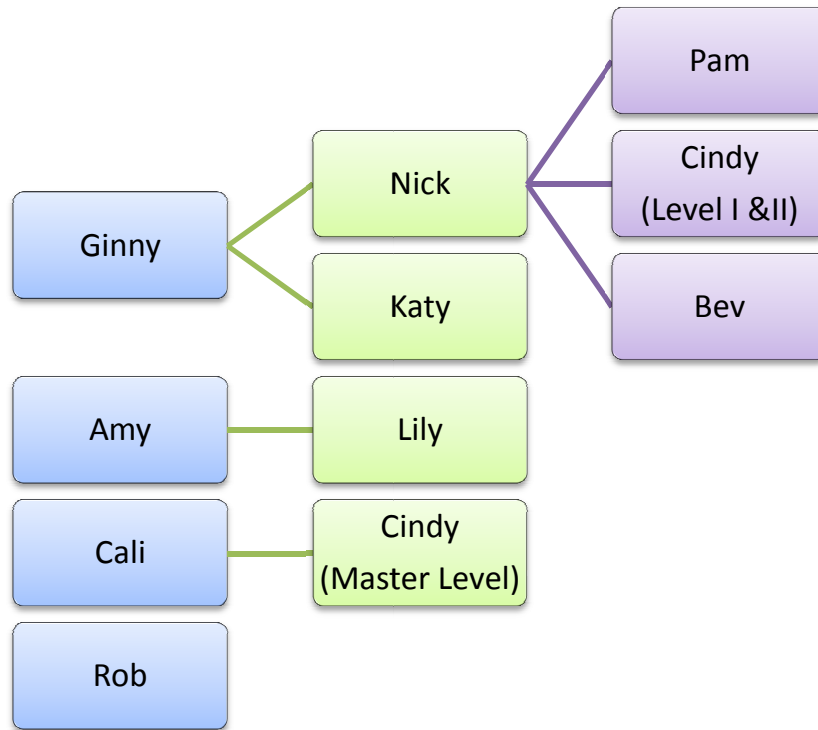 Pam
Nick
Cindy
(Level I &II)
Ginny
Katy
Bev
Amy
Lily
Cali
Cindy
(Master Level)
Rob